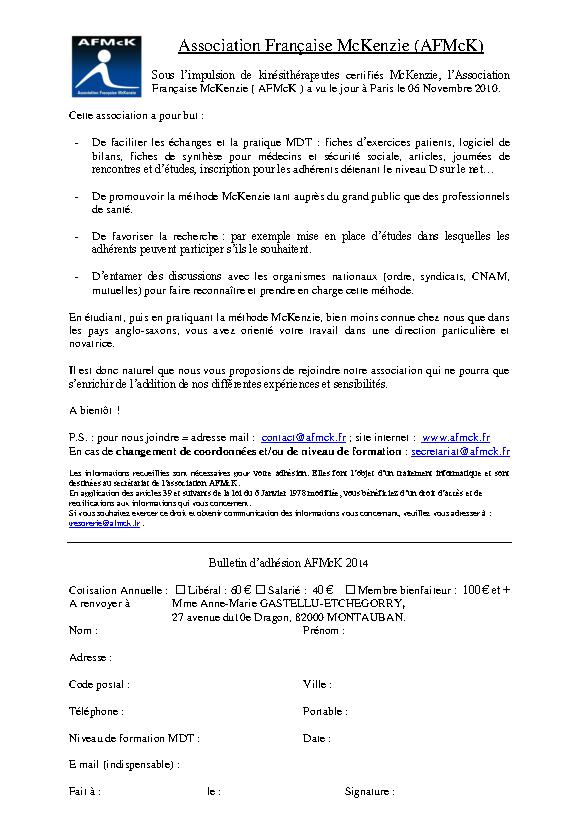 AFMcK
Association Française McKenzie
Association Française McKenzie (AFMcK)
Sous l'impulsion de kinésithérapeutes certifiés McKenzie, l'Association
Française McKenzie ( AFMcK ) a vu le jour à Paris le 06 Novembre 2010.
Cette association a pour but :
- De faciliter les échanges et la pratique MDT : fiches d'exercices patients, logiciel de
bilans, fiches de synthèse pour médecins et sécurité sociale, articles, journées de
rencontres et d'études, inscription pour les adhérents détenant le niveau D sur le net…
- De promouvoir la méthode McKenzie tant auprès du grand public que des professionnels
de santé.
- De favoriser la recherche : par exemple mise en place d'études dans lesquelles les
adhérents peuvent participer s'ils le souhaitent.
- D'entamer des discussions avec les organismes nationaux (ordre, syndicats, CNAM,
mutuelles) pour faire reconnaître et prendre en charge cette méthode.
En étudiant, puis en pratiquant la méthode McKenzie, bien moins connue chez nous que dans
les pays anglo-saxons, vous avez orienté votre travail dans une direction particulière et
novatrice.
Il est donc naturel que nous vous proposions de rejoindre notre association qui ne pourra que
s'enrichir de l'addition de nos différentes expériences et sensibilités.
A bientôt !
P.S. : pour nous joindre = adresse mail : contact@afmck.fr ; site internet : www.afmck.fr
En cas de changement de coordonnées et/ou de niveau de formation : secretariat@afmck.fr
Les informations recueillies sont nécessaires pour votre adhésion. Elles font l'objet d'un traitement informatique et sont
destinées au secrétariat de l'association AFMcK.
En application des articles 39 et suivants de la loi du 6 Janvier 1978 modifiée, vous bénéficiez d'un droit d'accès et de
rectifications aux informations qui vous concernent.
Si vous souhaitez exercer ce droit et obtenir communication des informations vous concernant, veuillez vous adresser à :
tresorerie@afmck.fr .
Bulletin d'adhésion AFMcK 2014
Cotisation Annuelle : ☐ Libéral : 60 € ☐ Salarié : 40 € ☐ Membre bienfaiteur : 100 € et +
A renvoyer à Mme Anne-Marie GASTELLU-ETCHEGORRY,
27 avenue du 10e Dragon, 82000 MONTAUBAN.
Nom : Prénom :
Adresse :
Code postal : Ville :
Téléphone : Portable :
Niveau de formation MDT : Date :
E mail (indispensable) :
Fait à : le : Signature :